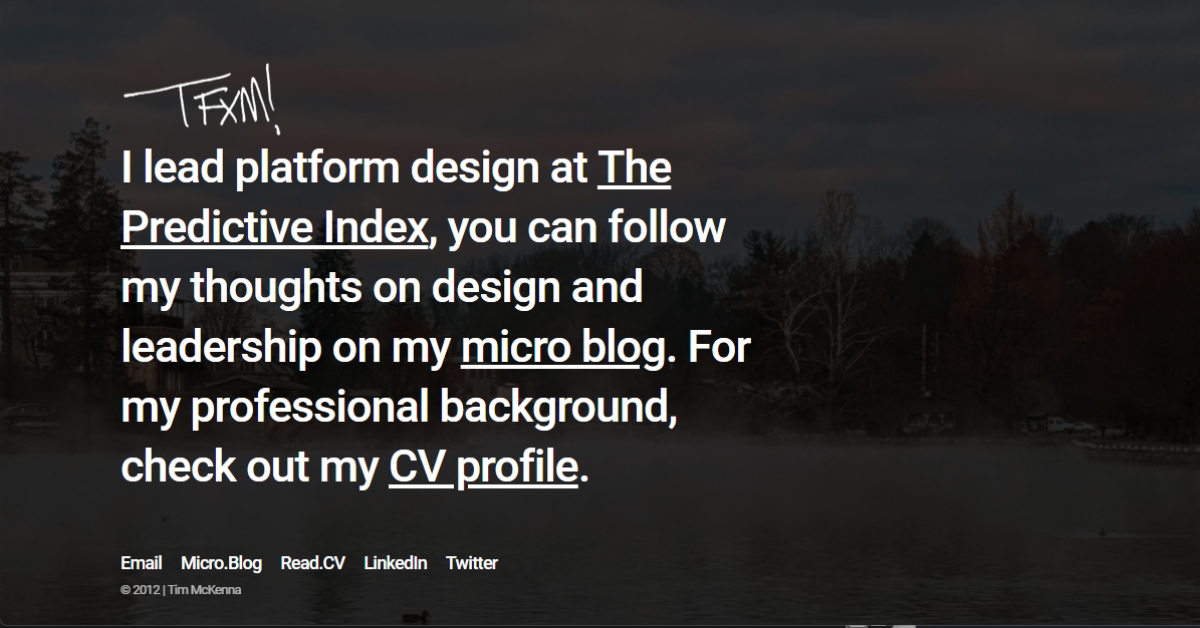 TFXM!
I lead platform design at The
Predictive Index, you can follow
my thoughts on design and
leadership on my micro blog. For
my professional background,
check out my CV profile.
Email Micro.Blog Read.CV LinkedIn Twitter
© 2012 | Tim McKenna